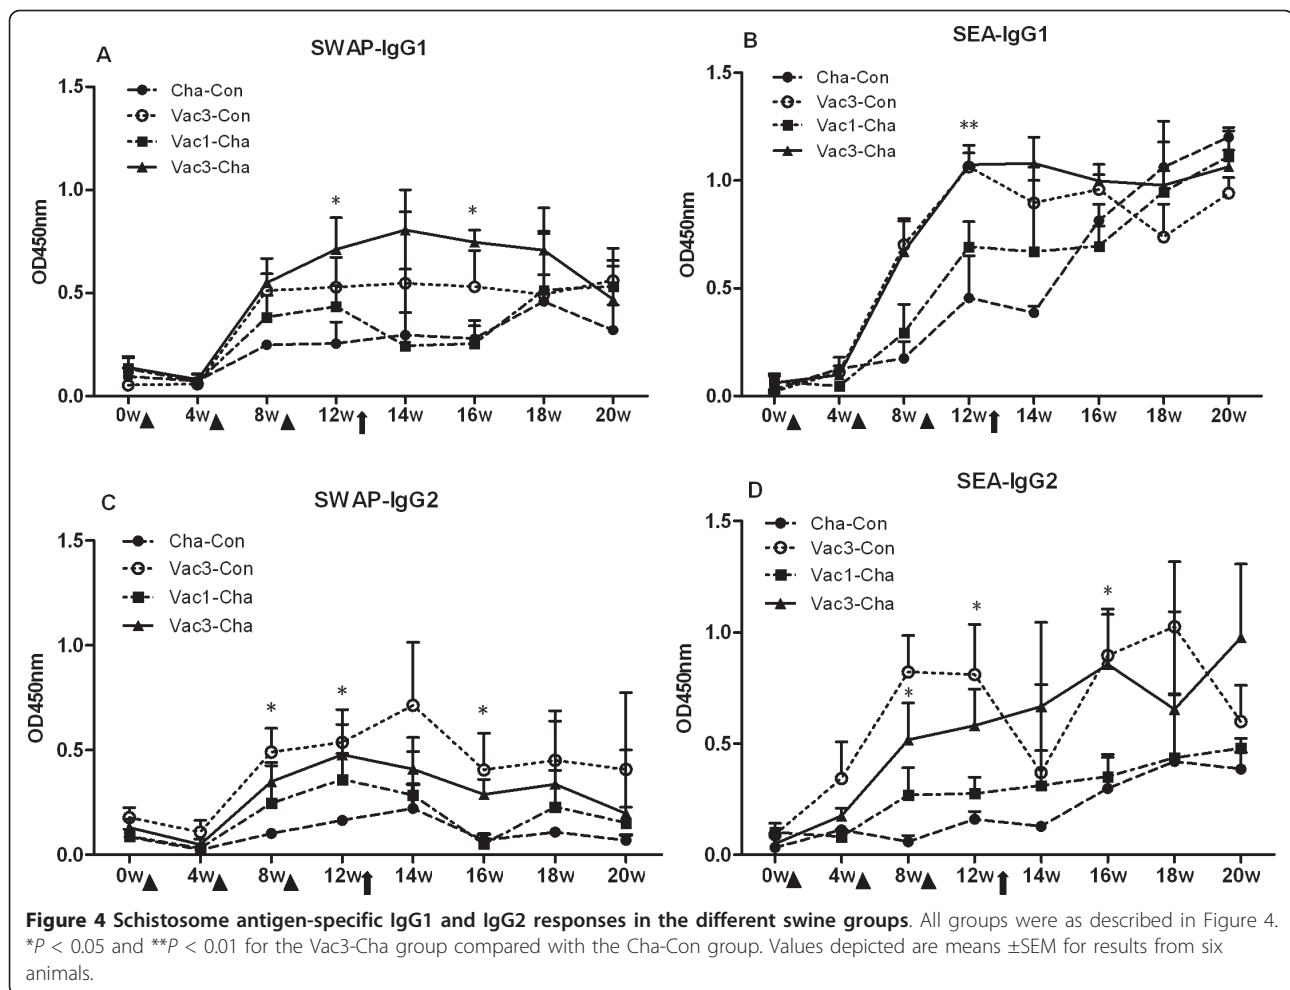 A
SWAP-IgG1
1.5
1.0
0.5
0.0
OD450nm
Cha-Con
Vac3-Con
Vac1-Cha
Vac3-Cha
*
*
0w 4w 8w 12w 14w 16w 18w 20w
B
SEA-IgG1
1.5
1.0
0.5
0.0
OD450nm
Cha-Con
Vac3-Con
Vac1-Cha
Vac3-Cha
**
0w 4w 8w 12w 14w 16w 18w 20w
C
SWAP-IgG2
1.5
1.0
0.5
0.0
OD450nm
Cha-Con
Vac3-Con
Vac1-Cha
Vac3-Cha
*
*
*
0w 4w 8w 12w 14w 16w 18w 20w
D
SEA-IgG2
1.5
1.0
0.5
0.0
OD450nm
Cha-Con
Vac3-Con
Vac1-Cha
Vac3-Cha
*
*
*
0w 4w 8w 12w 14w 16w 18w 20w
Figure 4 Schistosome antigen-specific IgG1 and IgG2 responses in the different swine groups. All groups were as described in Figure 4.
*P < 0.05 and **P < 0.01 for the Vac3-Cha group compared with the Cha-Con group. Values depicted are means ±SEM for results from six
animals.